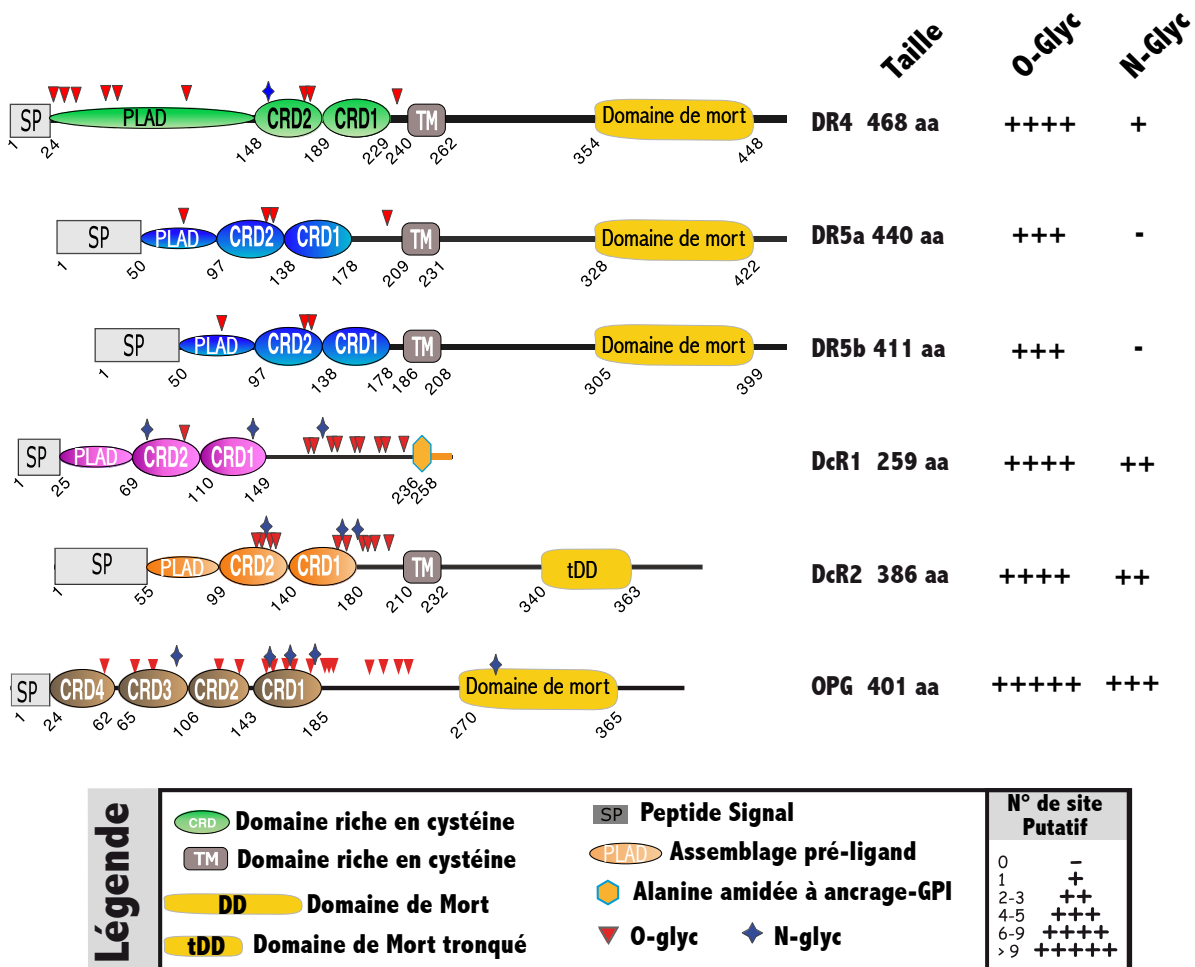 Taille O-Glyc N-Glyc
SP PLAD CRD2 CRD1 TM Domaine de mort DR4 468 aa ++++ +
1 24 148 189 229 240 262 354 448
SP PLAD CRD2 CRD1 TM Domaine de mort DR5a 440 aa +++ -
1 50 97 138 178 209 231 328 422
SP PLAD CRD2 CRD1 TM Domaine de mort DR5b 411 aa +++ -
1 50 97 138 178 186 208 305 399
SP PLAD CRD2 CRD1 DcR1 259 aa ++++ ++
1 25 69 110 149 236 258
SP PLAD CRD2 CRD1 TM tDD DcR2 386 aa ++++ ++
1 55 99 140 180 210 232 340 363
SP CRD4 CRD3 CRD2 CRD1 Domaine de mort OPG 401 aa +++++ +++
1 24 62 65 106 143 185 270 365
Légende
CRD Domaine riche en cystéine
TM Domaine riche en cystéine
DD Domaine de Mort
tDD Domaine de Mort tronqué
SP Peptide Signal
PLAD Assemblage pré-ligand
Alanine amidée à ancrage-GPI
O-glyc N-glyc
N° de site
Putatif
0 -
1 +
2-3 ++
4-5 +++
6-9 ++++
>9 +++++